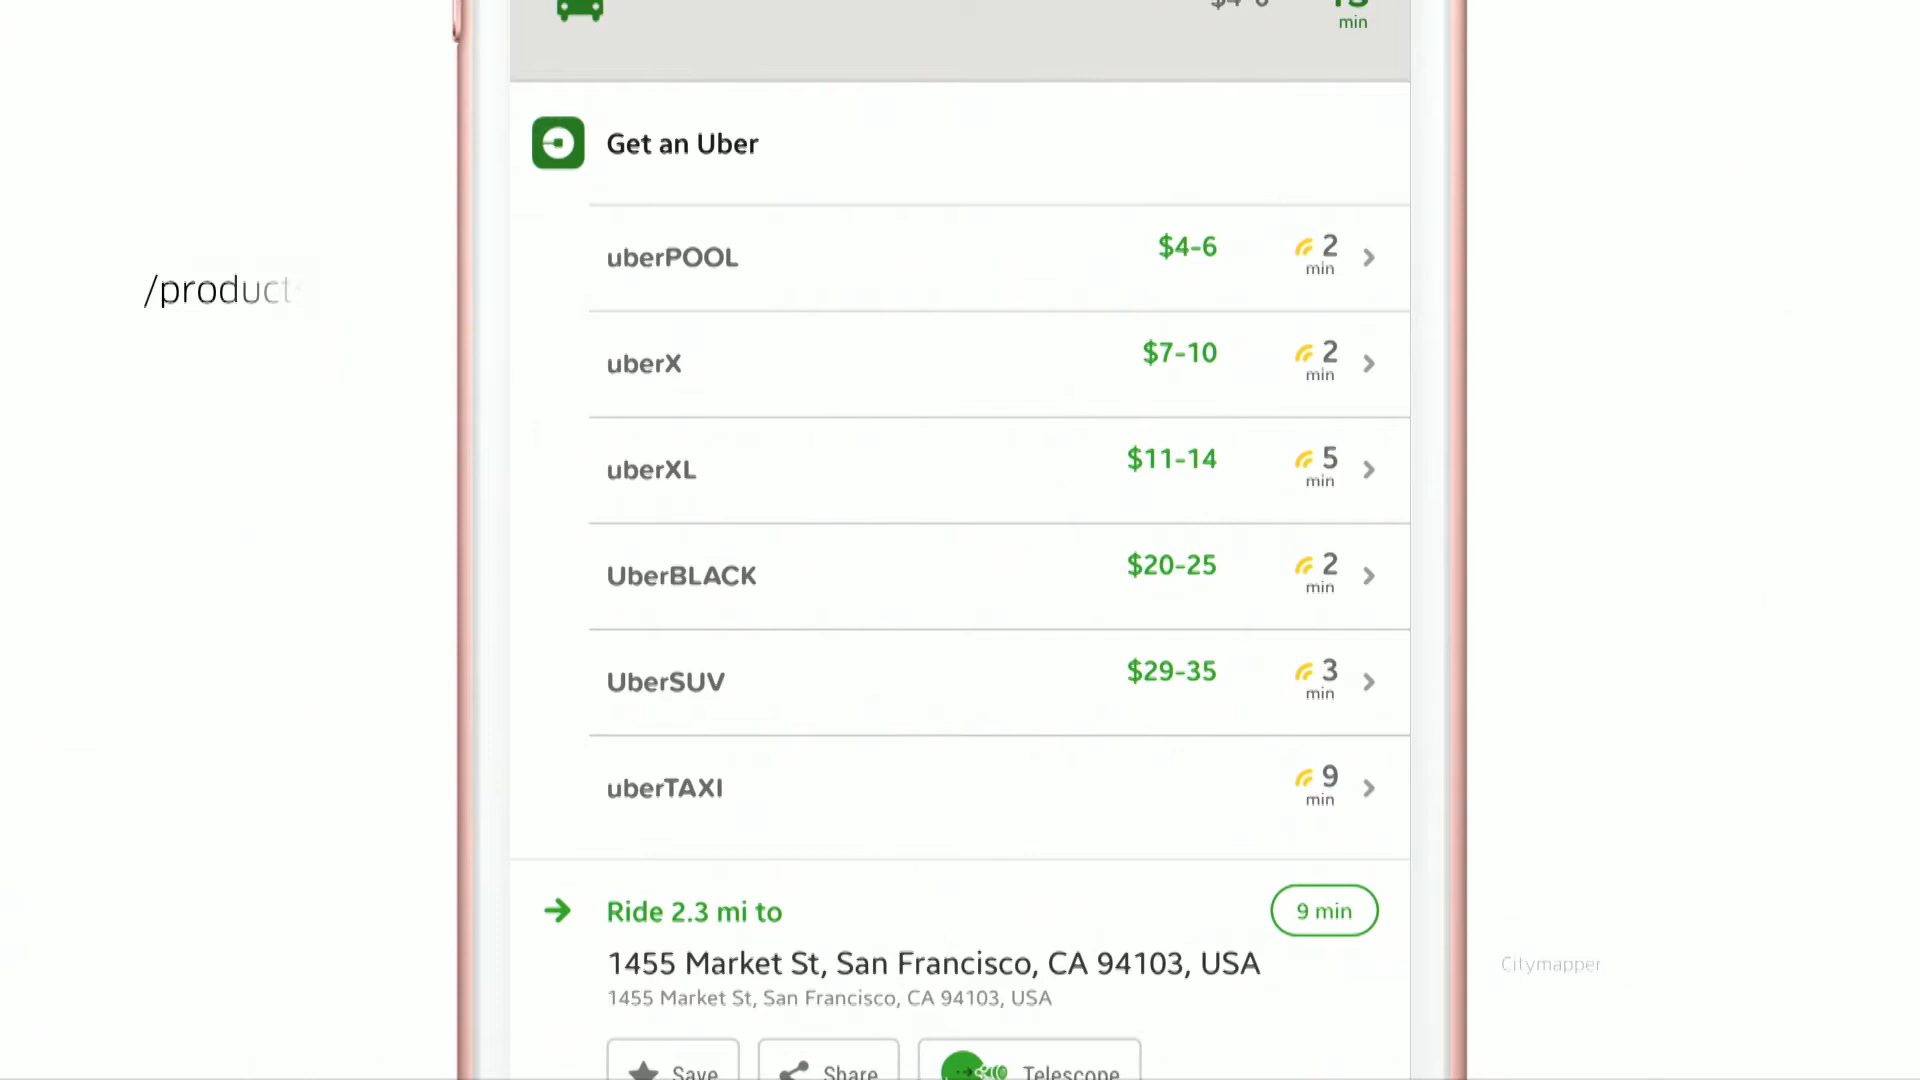 $4-6
min
Get an Uber
uberPOOL $4-6 2 min
/product
uberX $7-10 2 min
uberXL $11-14 5 min
UberBLACK $20-25 2 min
UberSUV $29-35 3 min
uberTAXI 9 min
Ride 2.3 mi to 9 min
1455 Market St, San Francisco, CA 94103, USA
Citymapper
1455 Market St, San Francisco, CA 94103, USA
Save Share Telescope